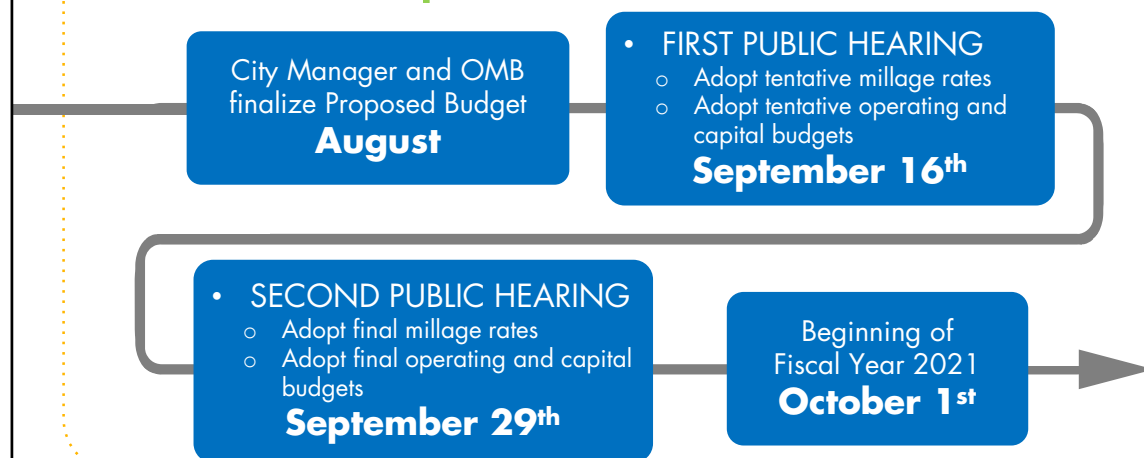 City Manager and OMB
finalize Proposed Budget
August
• FIRST PUBLIC HEARING
o Adopt tentative millage rates
o Adopt tentative operating and
capital budgets
September 16th
• SECOND PUBLIC HEARING
o Adopt final millage rates
o Adopt final operating and capital
budgets
September 29th
Beginning of
Fiscal Year 2021
October 1st